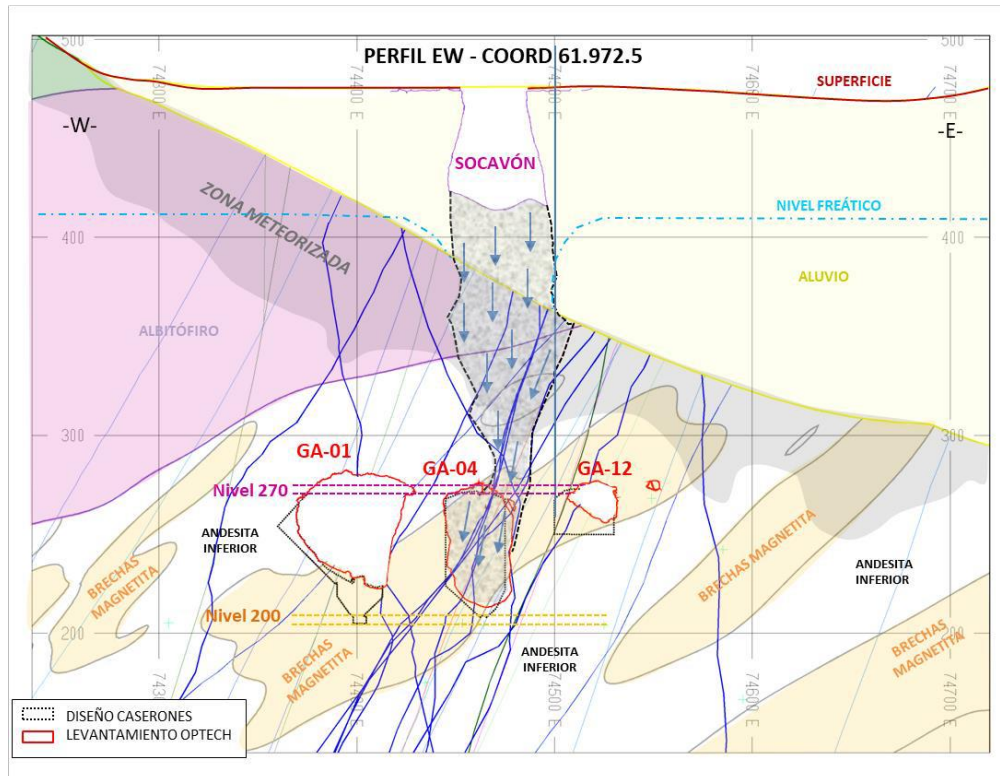 PERFIL EW - COORD 61.972.5
500
500
SUPERFICIE
74400 E
74600 E
74700 E
-W-
-E-
SOCAVÓN
ZONA METEORIZADA
NIVEL FREÁTICO
400
400
ALUVIO
ALBITÓFIRO
300
300
GA-01
GA-04
GA-12
Nivel 270
ANDESITA
INFERIOR
BRECHAS
MAGNETITA
BRECHAS MAGNETITA
ANDESITA
INFERIOR
Nivel 200
200
200
BRECHAS
MAGNETITA
ANDESITA
INFERIOR
BRECHAS
MAGNETITA
74500 E
74600 E
74700 E
DISEÑO CASERONES
LEVANTAMIENTO OPTECH